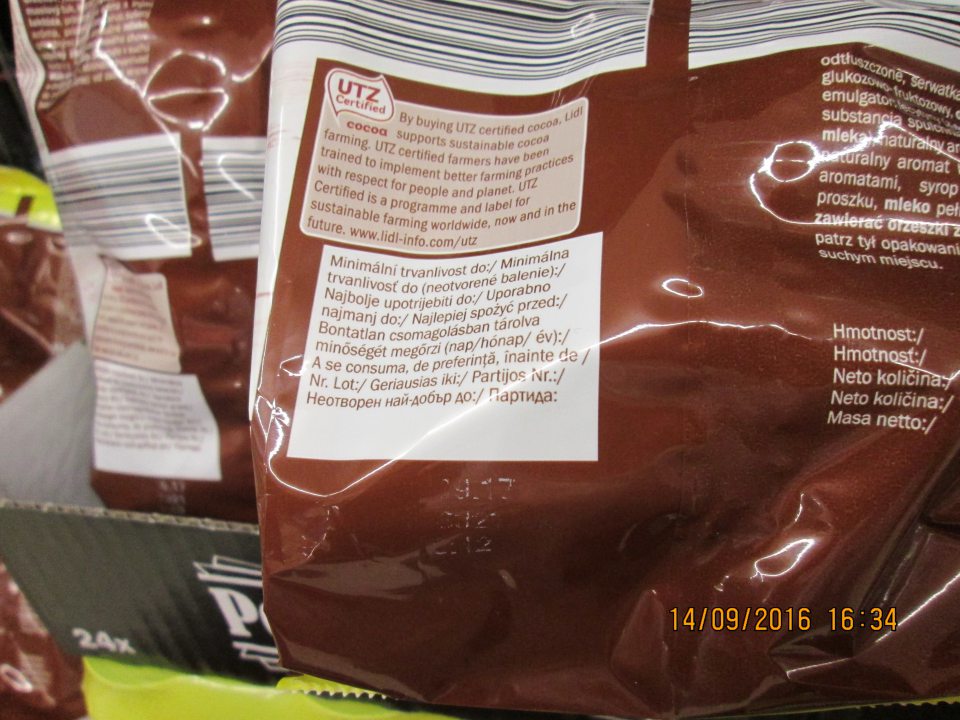 UTZ
Certified
cocoa
By buying UTZ certified cocoa, Lidl
supports sustainable cocoa
farming. UTZ certified farmers have been
trained to implement better farming practices
with respect for people and planet. UTZ
Certified is a programme and label for
sustainable farming worldwide, now and in the
future. www.lidl-info.com/utz
Minimální trvanlivost do:/ Minimálna
trvanlivosť do (neotvorené balenie):/
Najbolje upotrijebiti do:/ Uporabno
najmanj do:/ Najlepiej spożyć przed:/
Bontatlan csomagolásban tárolva
minőségét megőrzi (nap/hónap/ év):/
A se consuma, de preferinţă, înainte de /
Nr. Lot:/ Geriausias iki:/ Partijos Nr.:/
Неотворен най-добър до:/ Партида:
odtłuszczone, serwatka
glukozowo-fruktozowy,
emulgator
substancja
mleka) naturalny
naturalny aromat
aromatami, syrop
proszku, mleko
zawierać orzeszki
patrz tył
suchym miejscu.
Hmotnost:/
Hmotnosť:/
Neto količina:/
Neto količina:/
Masa netto:/
24x
14/09/2016 16:34